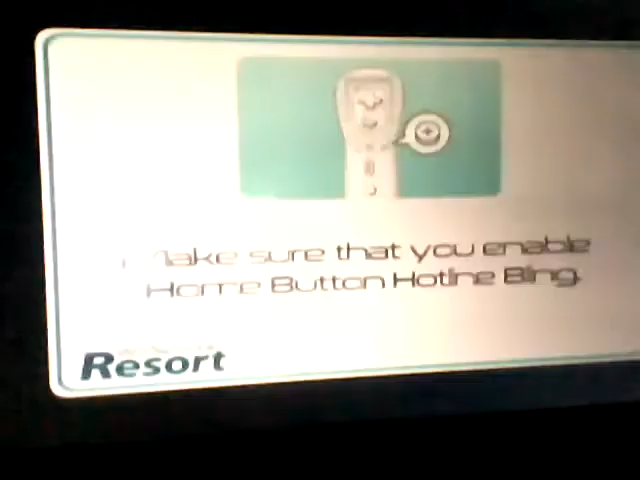 Make sure that you enable
Home Button Hotline Bling.
Resort